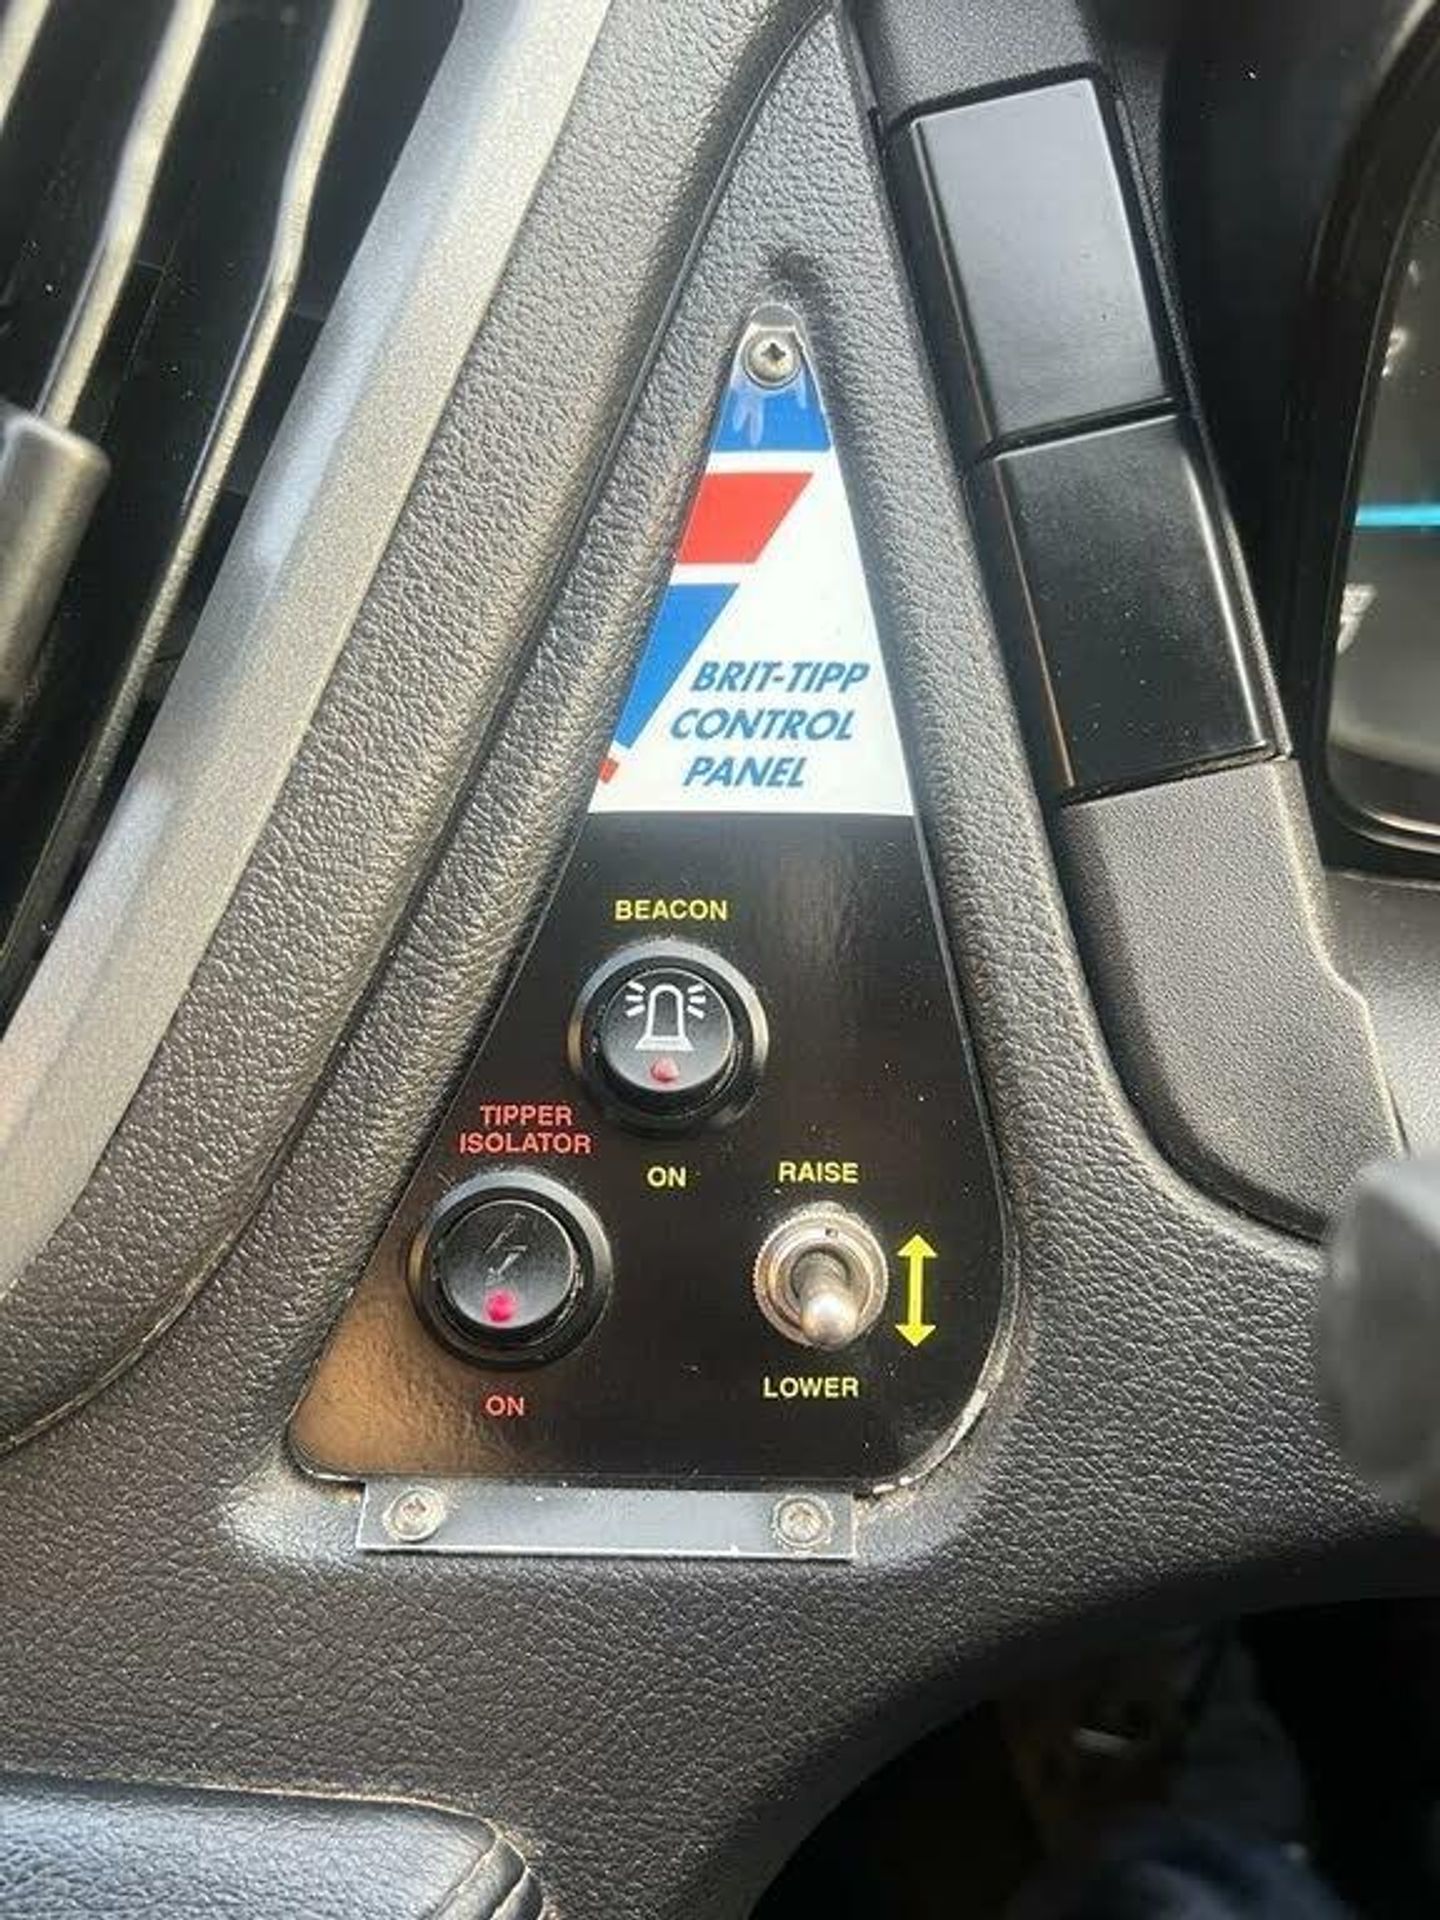 BRIT-TIPP
CONTROL
PANEL
BEACON
ON
TIPPER
ISOLATOR
ON
RAISE
LOWER